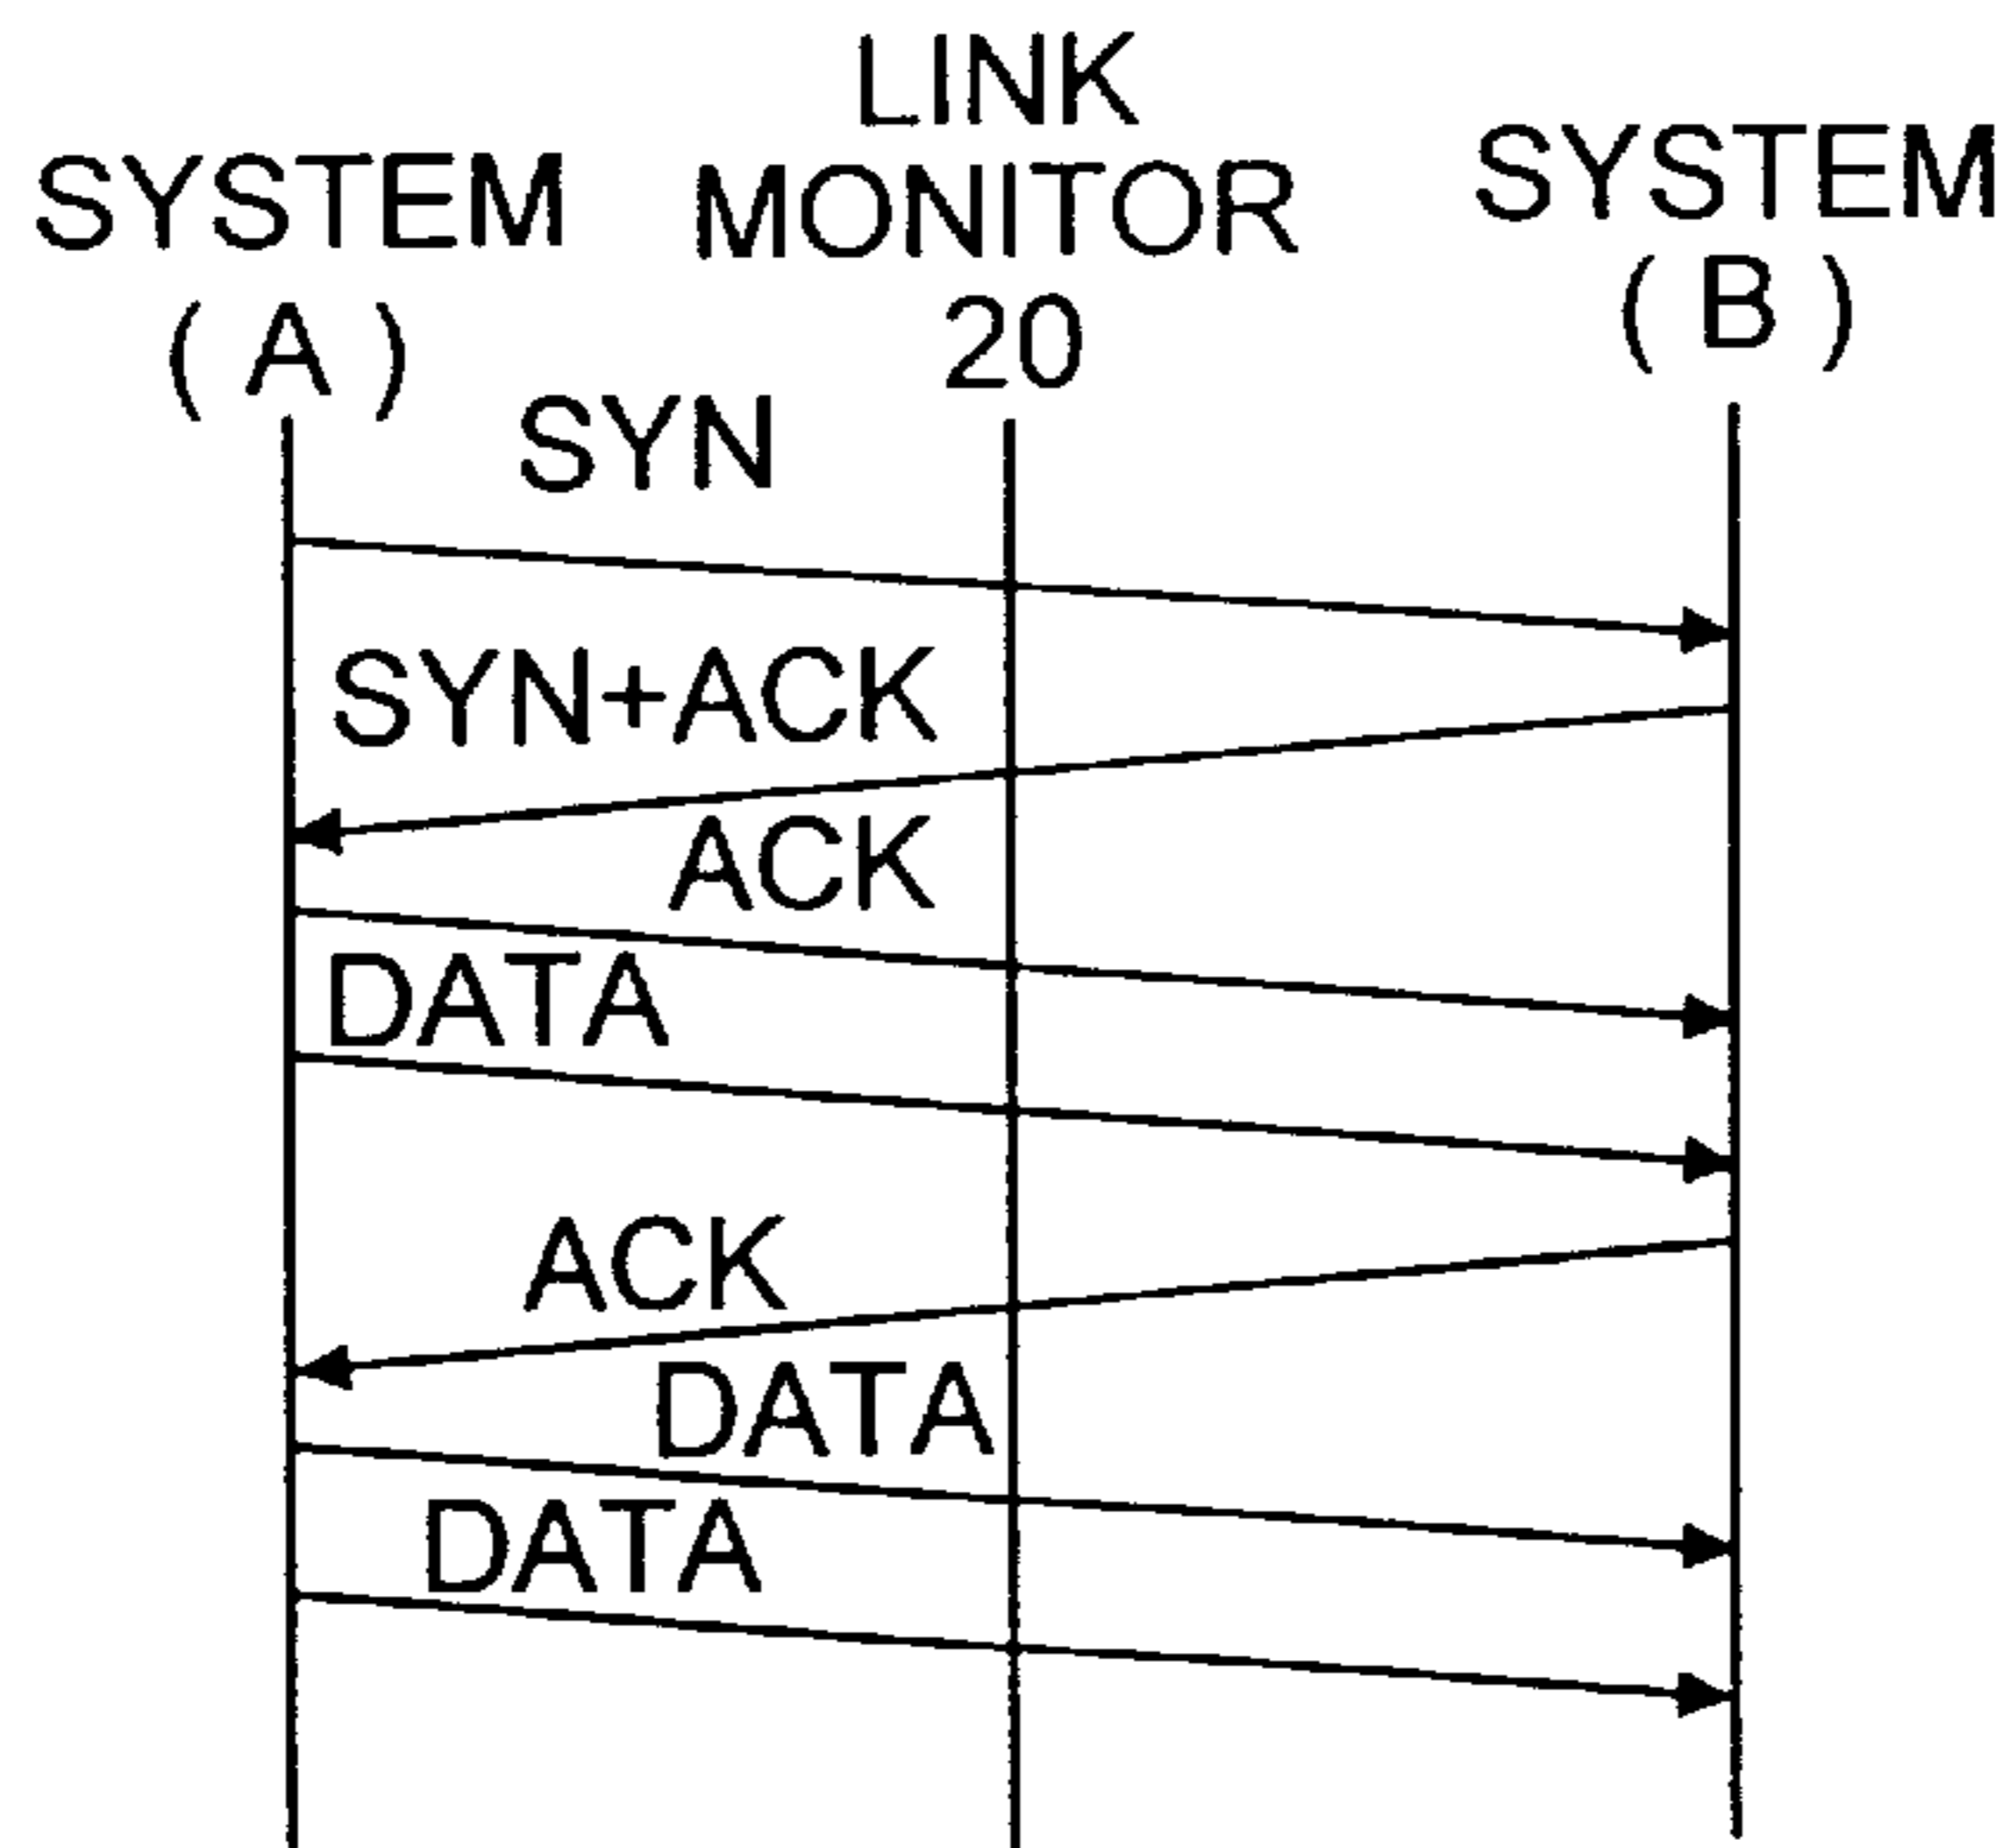 SYSTEM
( A )
LINK
MONITOR
20
SYSTEM
( B )
SYN
SYN+ACK
ACK
DATA
ACK
DATA
DATA